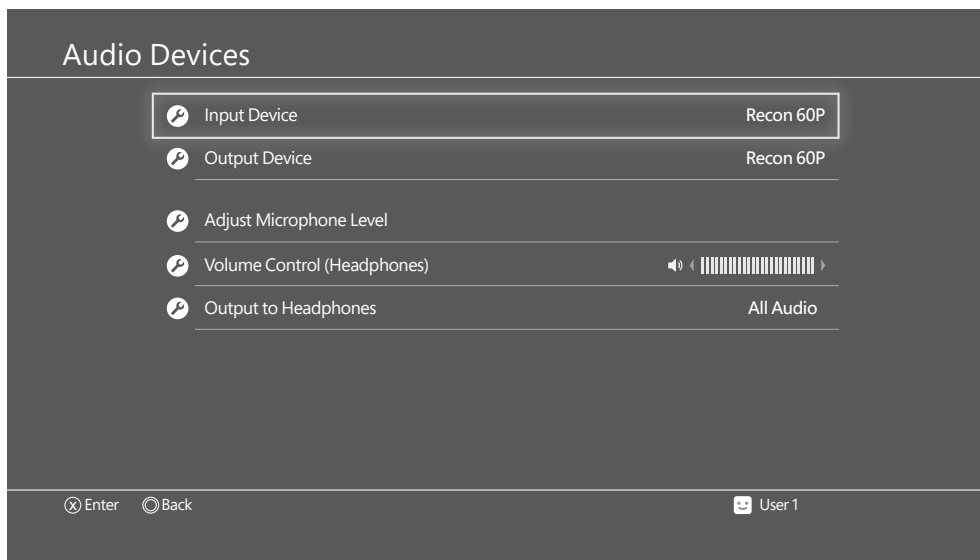 Audio Devices
Input Device Recon 60P
Output Device Recon 60P
Adjust Microphone Level
Volume Control (Headphones)
Output to Headphones All Audio
X Enter Back User 1